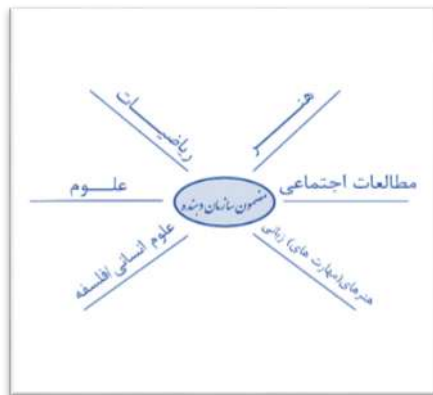 هنر
ریاضیات
مطالعات اجتماعی
علوم
مضمون سازمان دهنده
هنرهای(مهارت های) زبانی
علوم انسانی/فلسفه